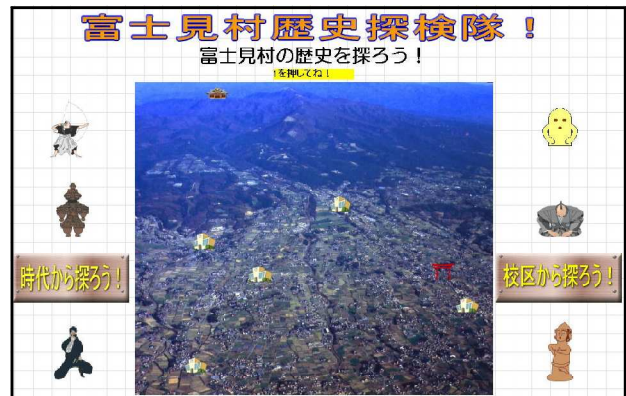 富士見村歴史探検隊！
富士見村の歴史を探ろう！
を押してね！
時代から探ろう！
校区から探ろう！